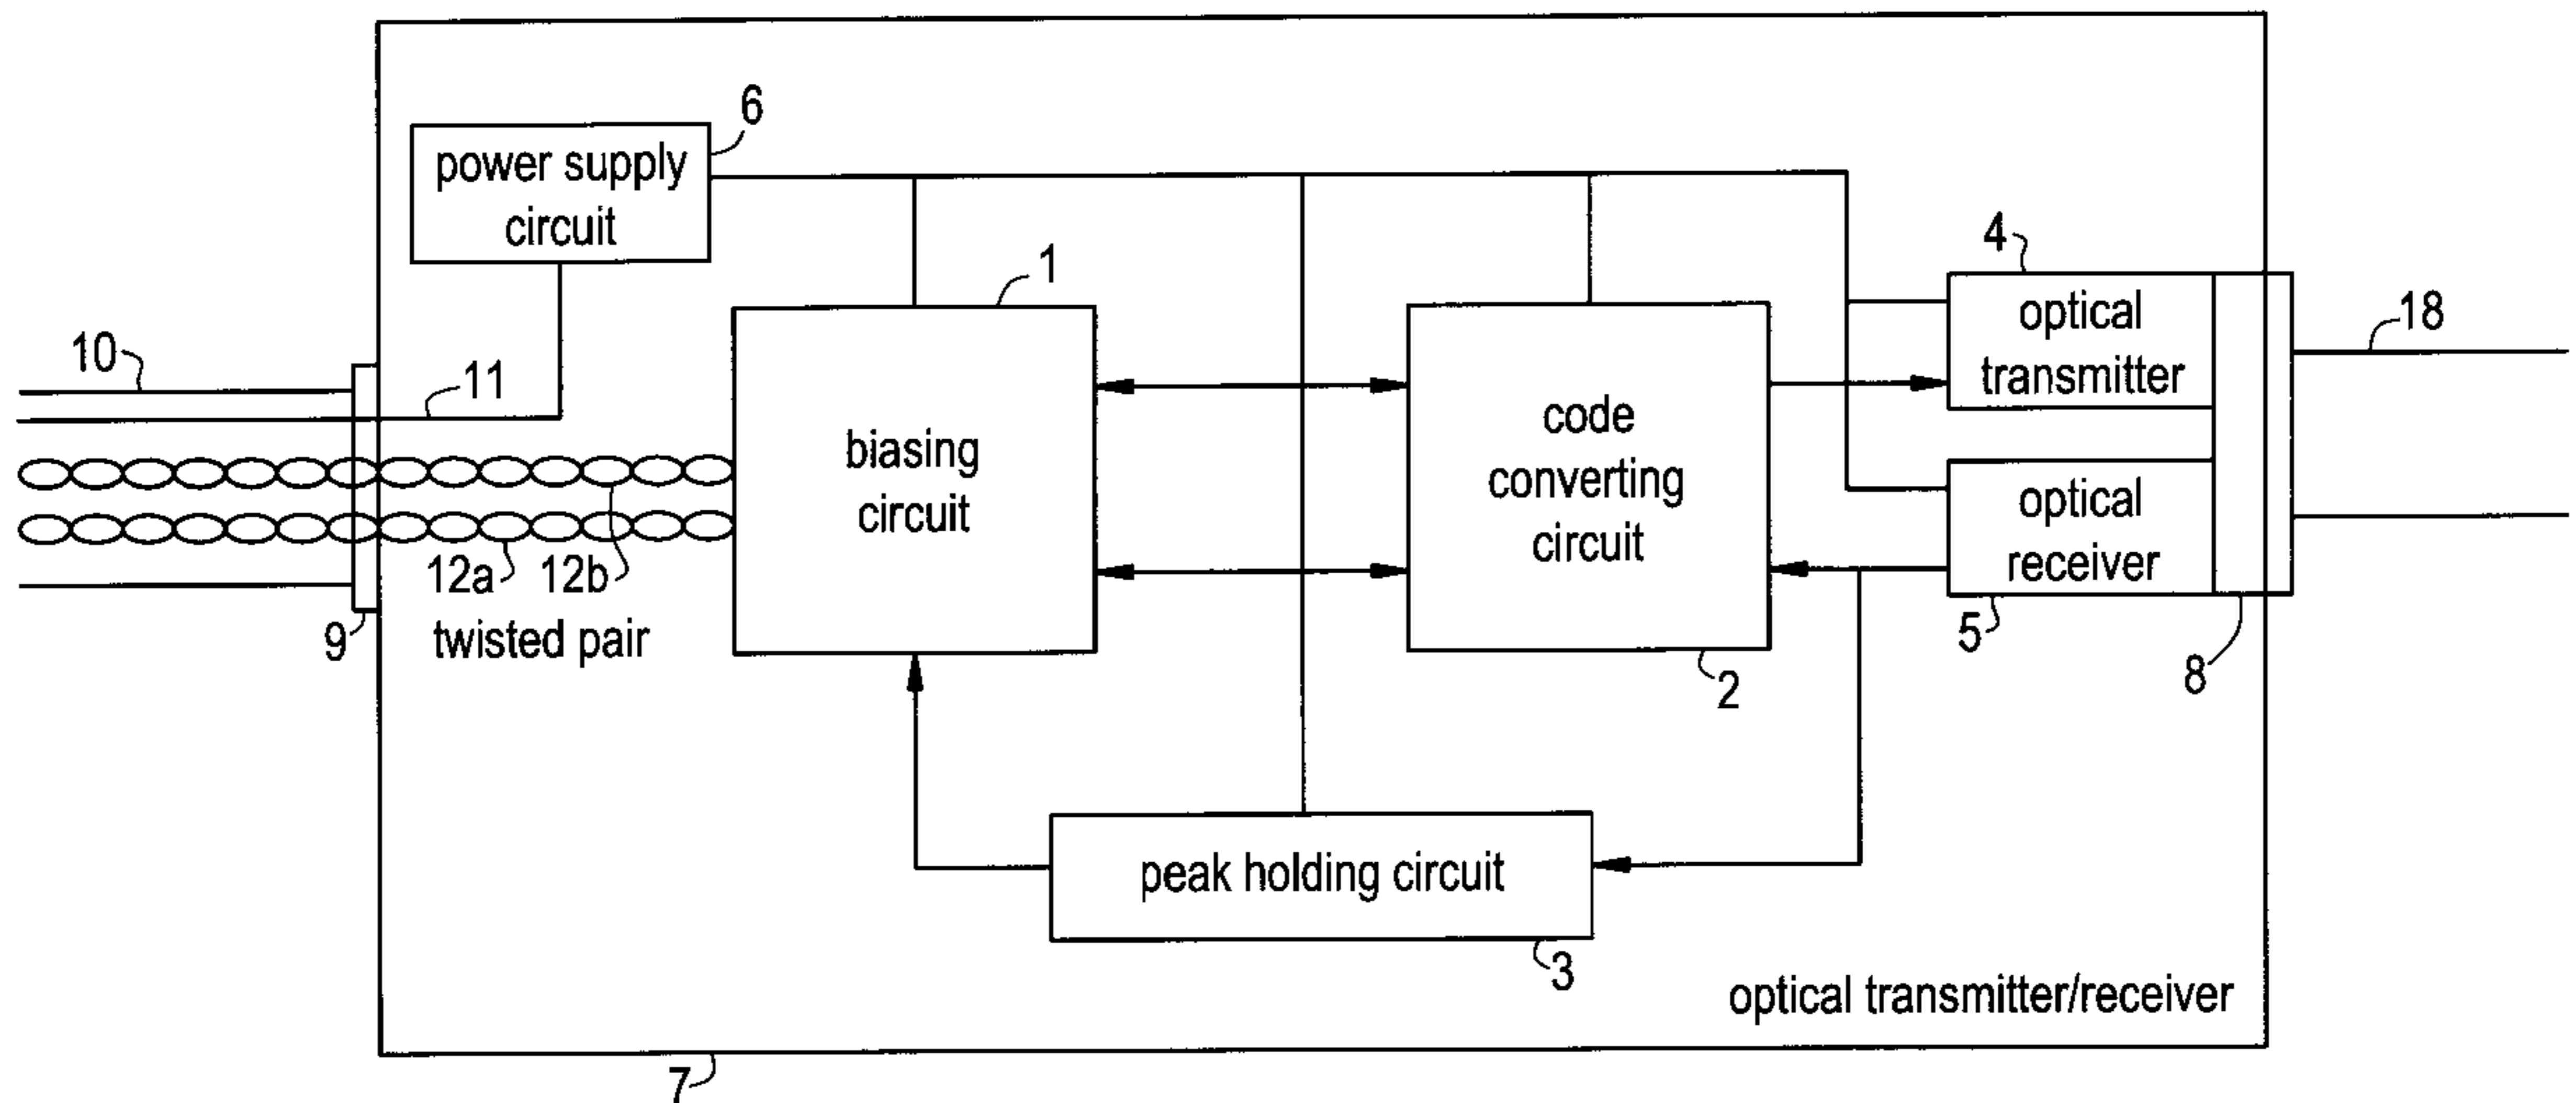 6
power supply
circuit
1
4
optical
transmitter
18
10
11
biasing
circuit
code
converting
circuit
optical
receiver
12a
12b
twisted pair
9
5
8
2
peak holding circuit
3
optical transmitter/receiver
7